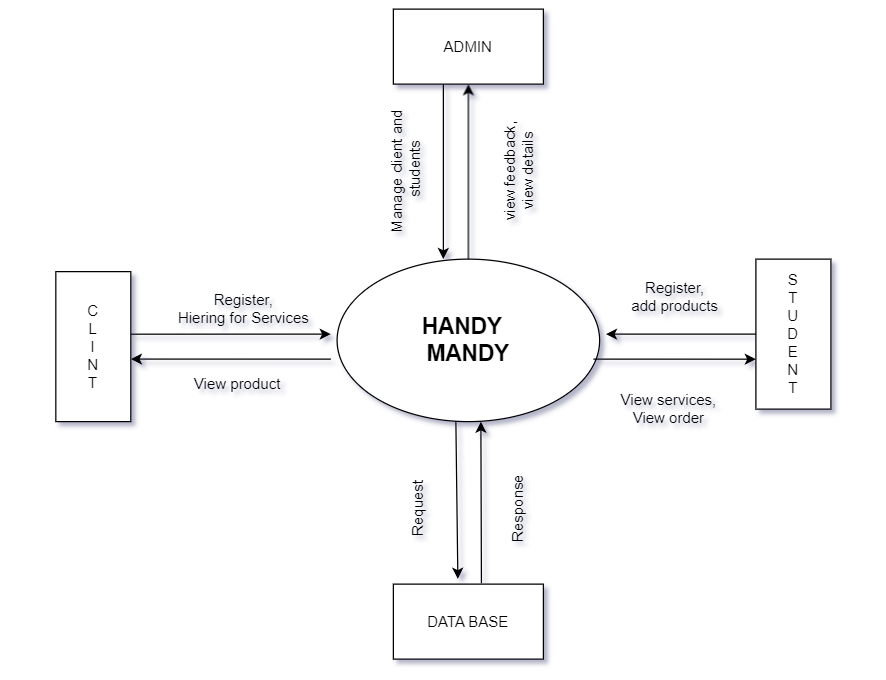 ADMIN
Manage client and
students
view feedback,
view details
C
L
I
N
T
Register,
Hiering for Services
View product
HANDY
MANDY
Register,
add products
View services,
View order
S
T
U
D
E
N
T
Request
Response
DATA BASE